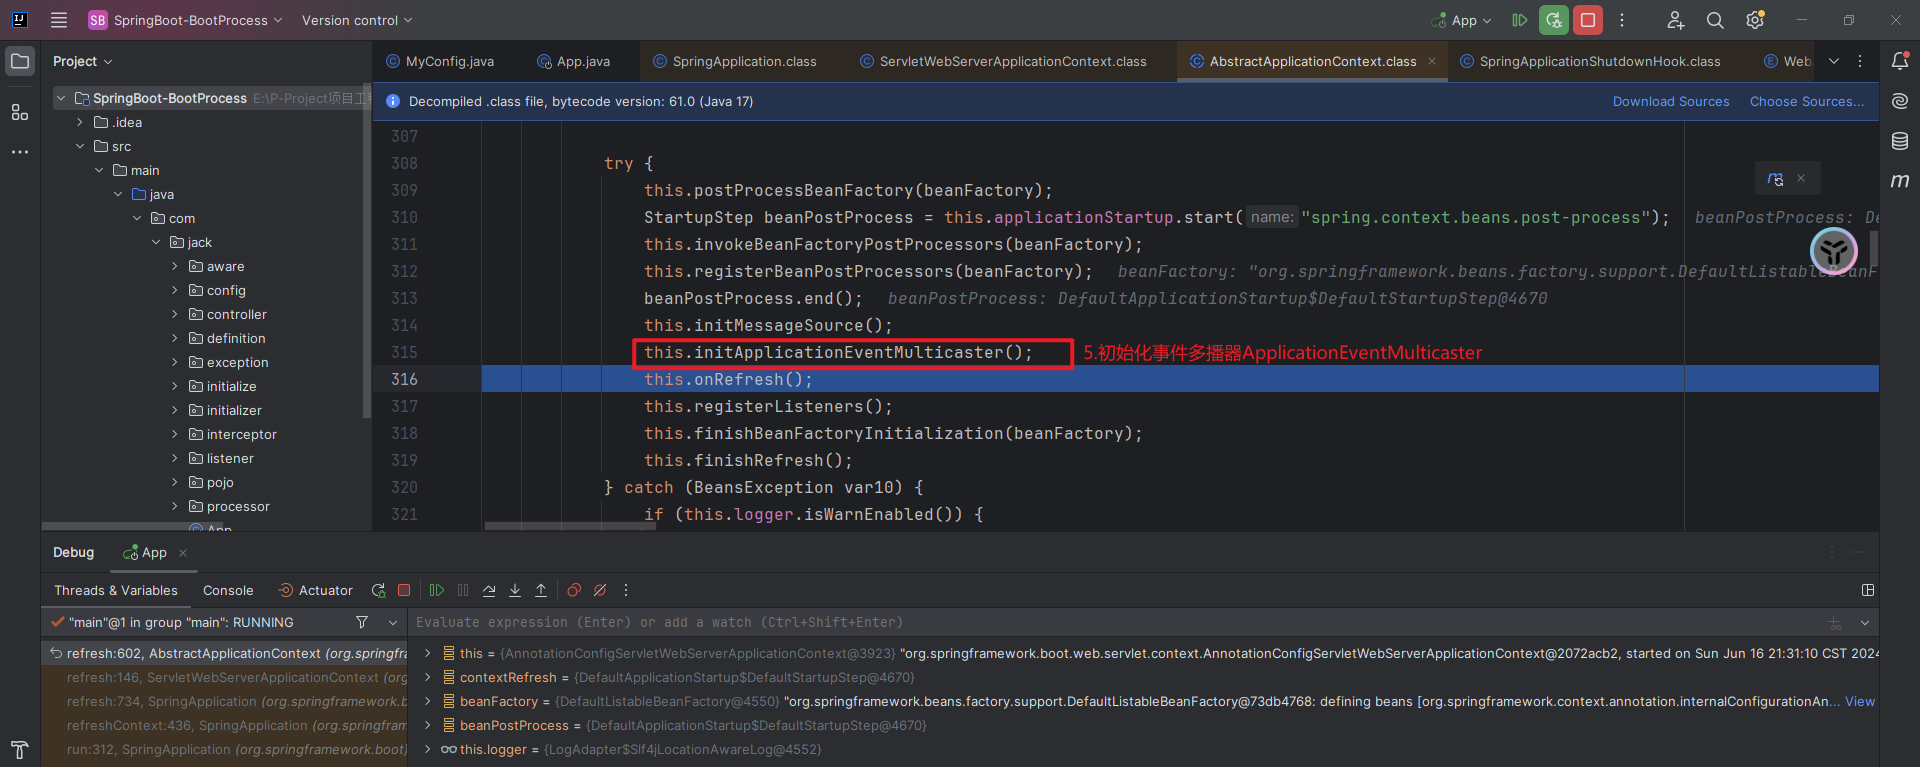 SB SpringBoot-BootProcess Version control App
Project
MyConfig.java App.java SpringApplication.class ServletWebServerApplicationContext.class AbstractApplicationContext.class SpringApplicationShutdownHook.class Web
SpringBoot-BootProcess E:\P-Project项目工程
Decompiled .class file, bytecode version: 61.0 (Java 17) Download Sources Choose Sources...
.idea
src
main
java
com
jack
aware
config
controller
definition
exception
initialize
initializer
interceptor
listener
pojo
processor
App
307
308 try {
309 this.postProcessBeanFactory(beanFactory);
310 StartupStep beanPostProcess = this.applicationStartup.start( name: "spring.context.beans.post-process"); beanPostProcess: De
311 this.invokeBeanFactoryPostProcessors(beanFactory);
312 this.registerBeanPostProcessors(beanFactory); beanFactory: "org.springframework.beans.factory.support.DefaultListableBeanF
313 beanPostProcess.end(); beanPostProcess: DefaultApplicationStartup$DefaultStartupStep@4670
314 this.initMessageSource();
315 this.initApplicationEventMulticaster(); 5.初始化事件多播器ApplicationEventMulticaster
316 this.onRefresh();
317 this.registerListeners();
318 this.finishBeanFactoryInitialization(beanFactory);
319 this.finishRefresh();
320 } catch (BeansException var10) {
321 if (this.logger.isWarnEnabled()) {
Debug App
Threads & Variables Console Actuator
"main"@1 in group "main": RUNNING
Evaluate expression (Enter) or add a watch (Ctrl+Shift+Enter)
refresh:602, AbstractApplicationContext (org.springfra
refresh:146, ServletWebServerApplicationContext (org
refresh:734, SpringApplication (org.springframework.b
refreshContext:436, SpringApplication (org.springfram
run:312, SpringApplication (org.springframework.boot)
this = {AnnotationConfigServletWebServerApplicationContext@3923} "org.springframework.boot.web.servlet.context.AnnotationConfigServletWebServerApplicationContext@2072acb2, started on Sun Jun 16 21:31:10 CST 2024
contextRefresh = {DefaultApplicationStartup$DefaultStartupStep@4670}
beanFactory = {DefaultListableBeanFactory@4550} "org.springframework.beans.factory.support.DefaultListableBeanFactory@73db4768: defining beans [org.springframework.context.annotation.internalConfigurationAn... View
beanPostProcess = {DefaultApplicationStartup$DefaultStartupStep@4670}
this.logger = {LogAdapter$Slf4jLocationAwareLog@4552}